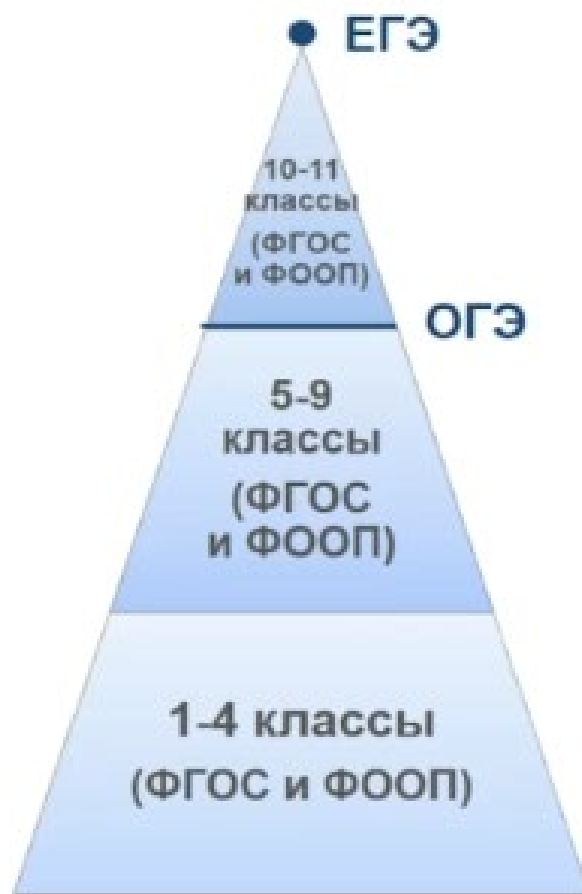 ЕГЭ
10-11
классы
(ФГОС
и ФООП)
ОГЭ
5-9
классы
(ФГОС
и ФООП)
1-4 классы
(ФГОС и ФООП)